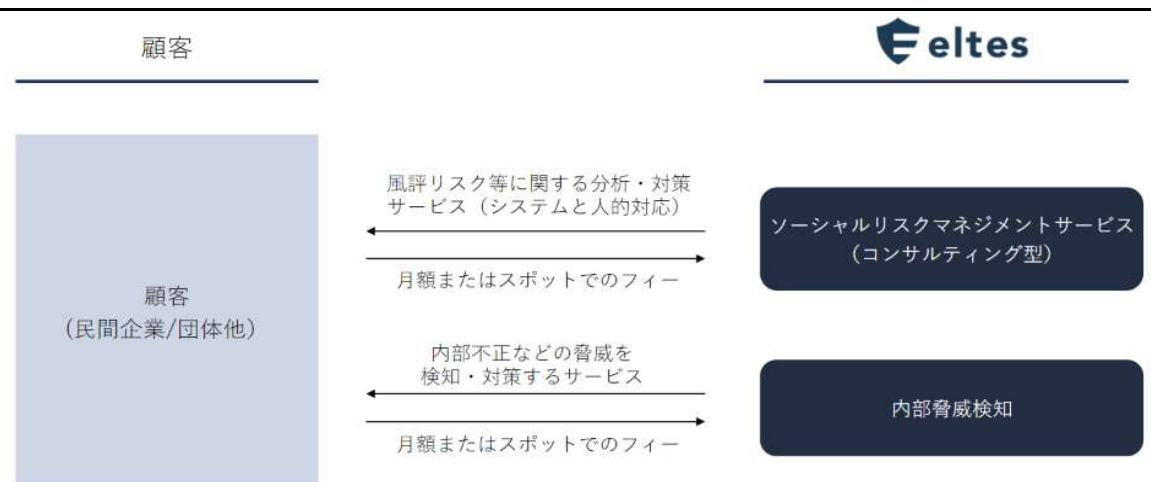 顧客
eltes
風評リスク等に関する分析・対策
サービス（システムと人的対応）
月額またはスポットでのフィー
ソーシャルリスクマネジメントサービス
(コンサルティング型)
顧客
(民間企業/団体他)
内部不正などの脅威を
検知・対策するサービス
月額またはスポットでのフィー
内部脅威検知